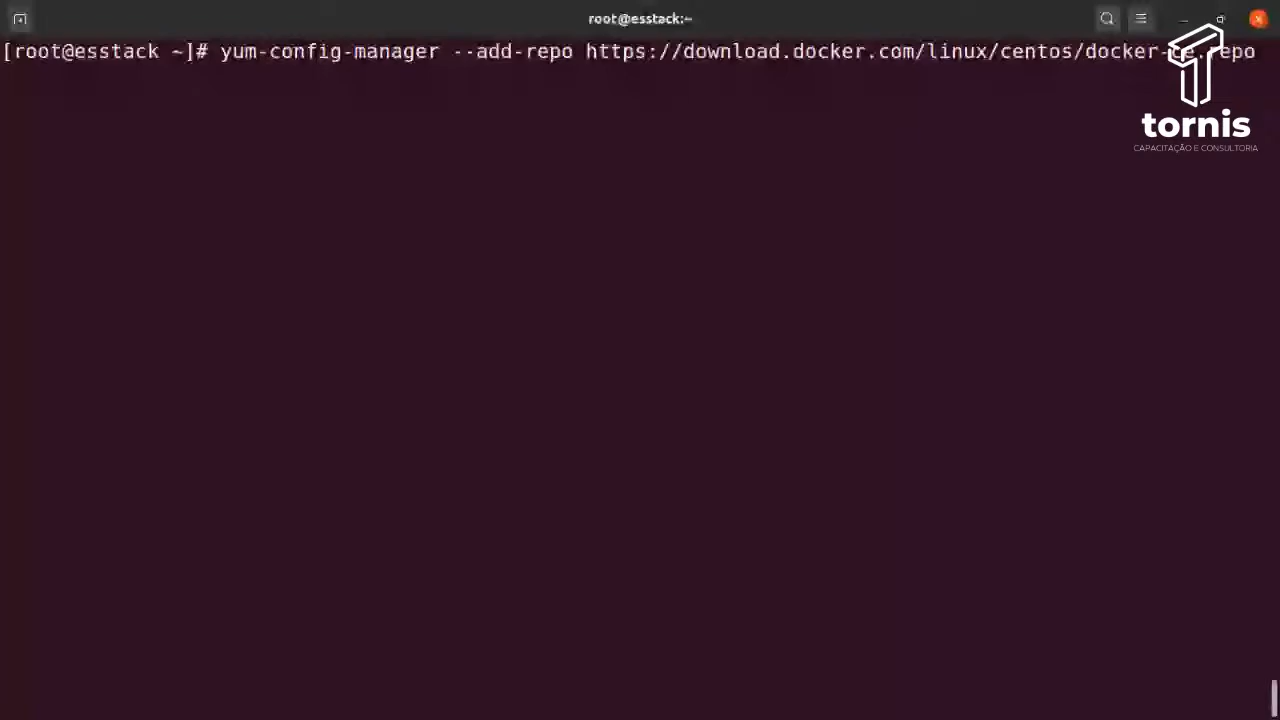 root@esstack:~
[root@esstack ~]# yum-config-manager --add-repo https://download.docker.com/linux/centos/docker-ce.repo
tornis
CAPACITAÇÃO E CONSULTORIA